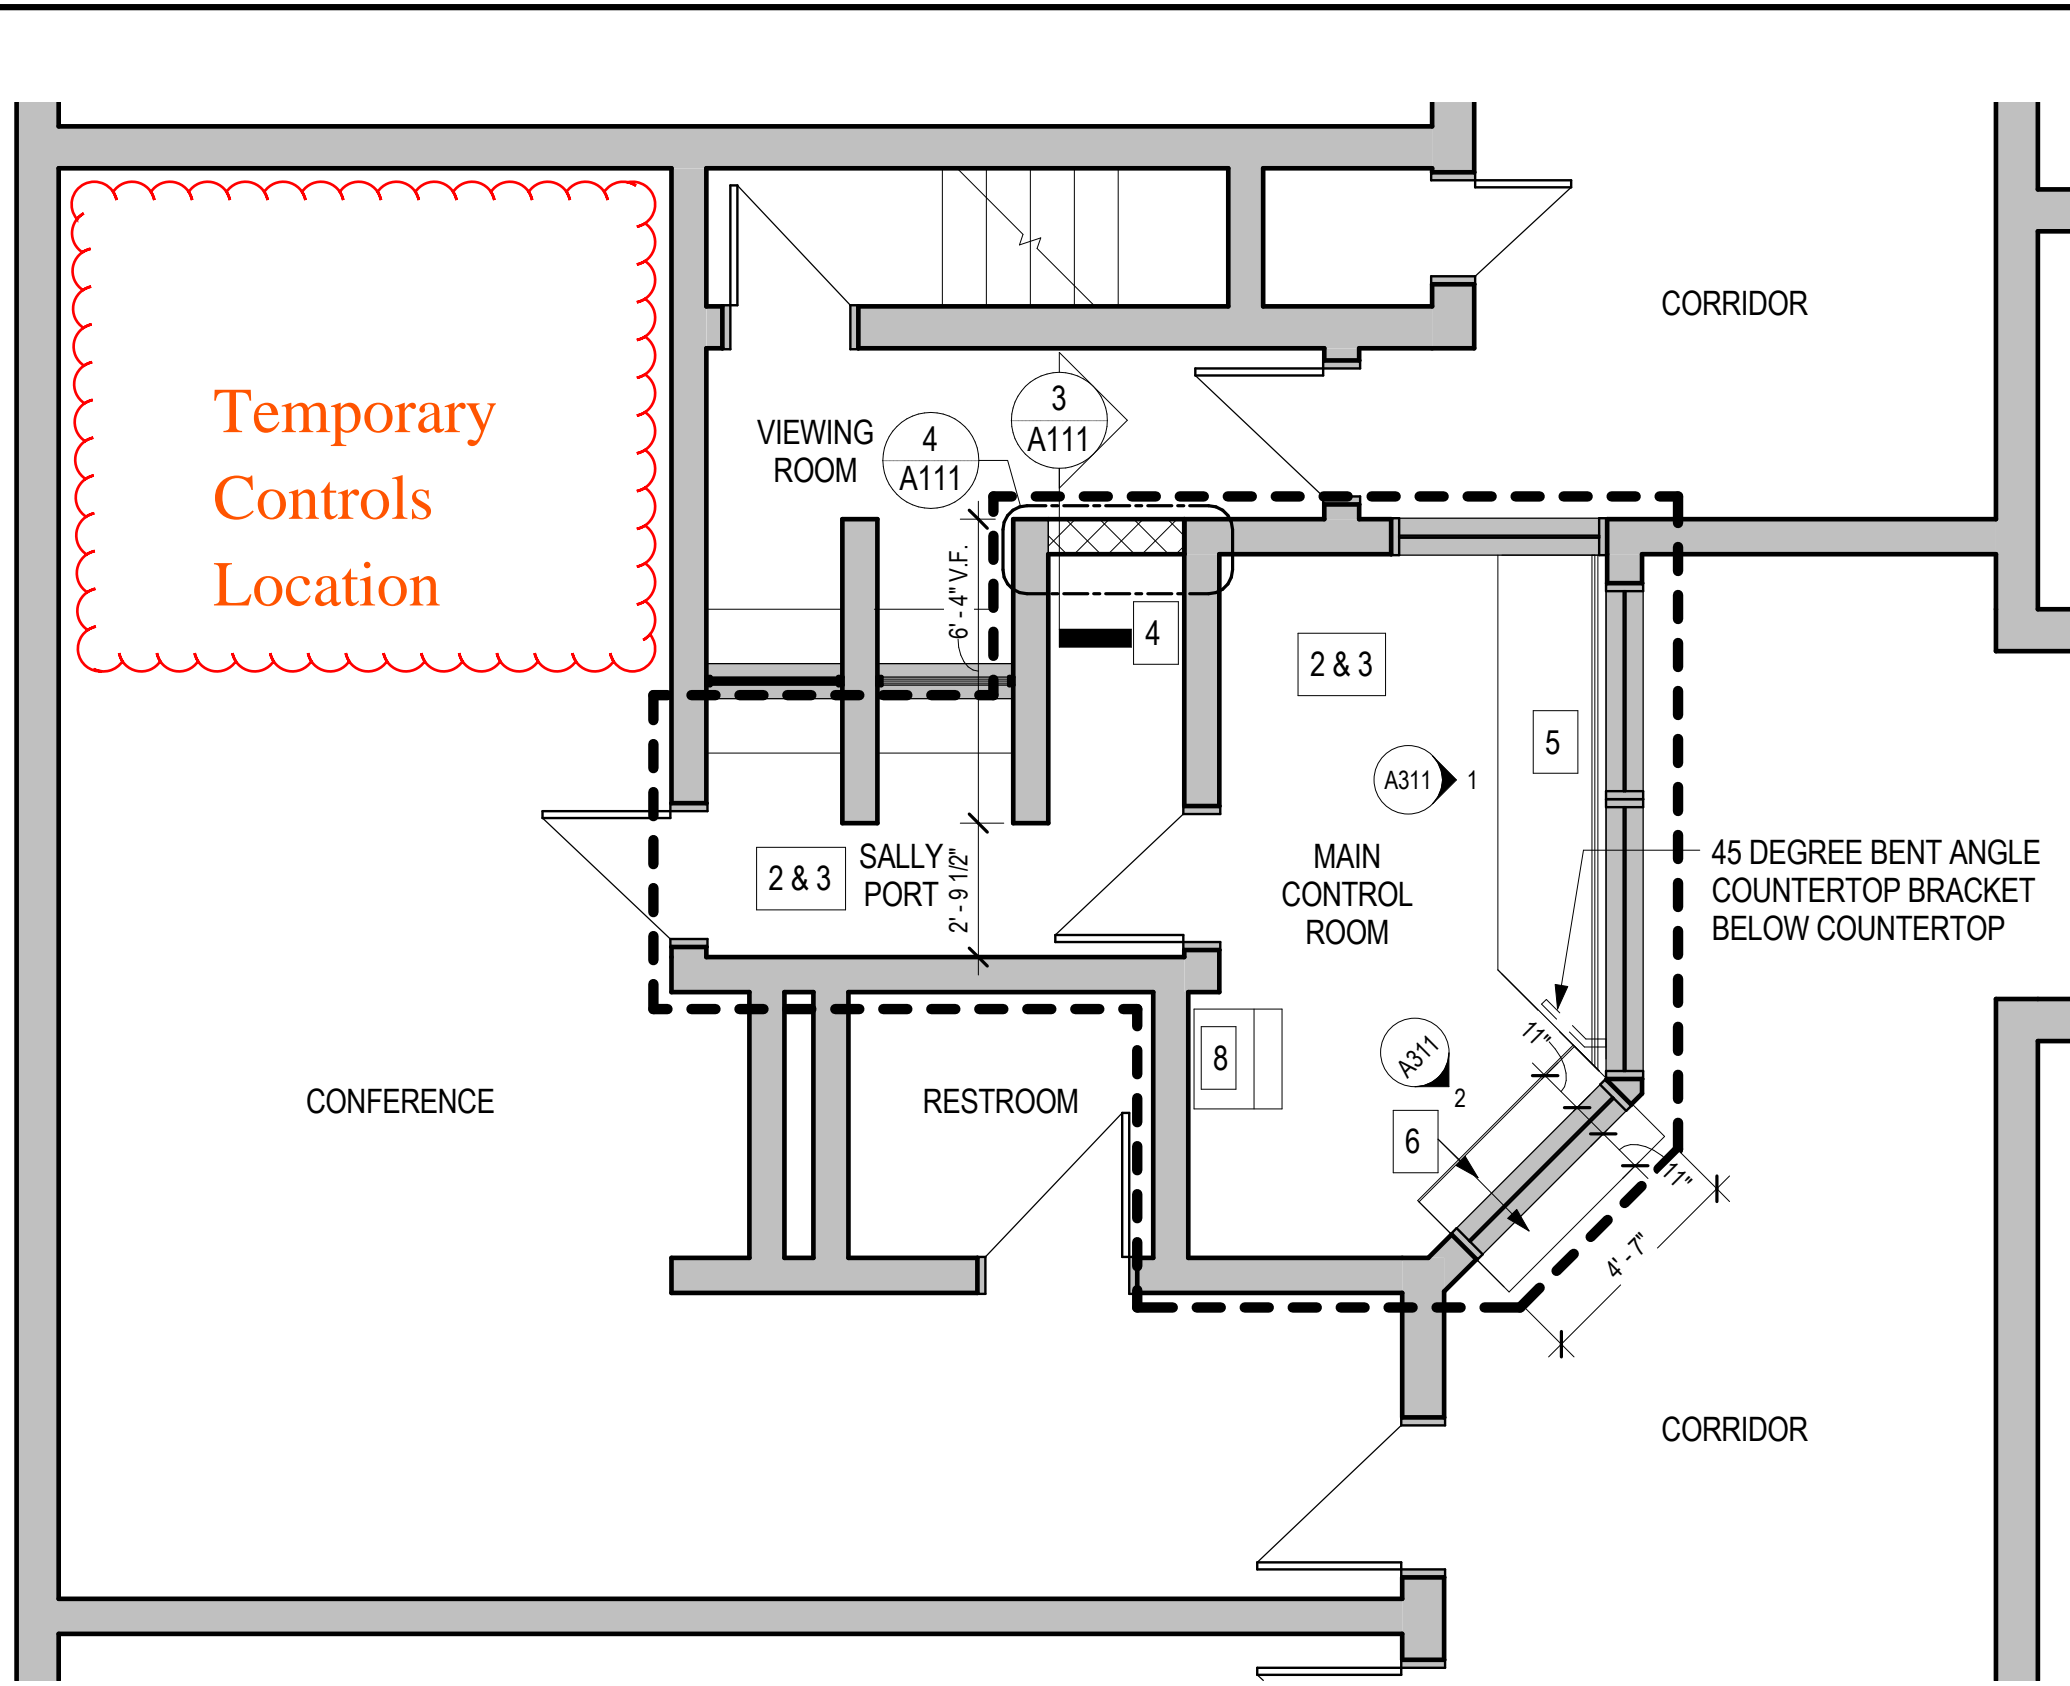 CORRIDOR
Temporary
Controls
Location
VIEWING
ROOM
4
A111
3
A111
6' - 4" V.F.
4
2 & 3
5
A311
1
2 & 3
SALLY
PORT
2' - 9 1/2"
MAIN
CONTROL
ROOM
45 DEGREE BENT ANGLE
COUNTERTOP BRACKET
BELOW COUNTERTOP
CONFERENCE
RESTROOM
8
A311
2
11"
6
11"
4' - 7"
CORRIDOR